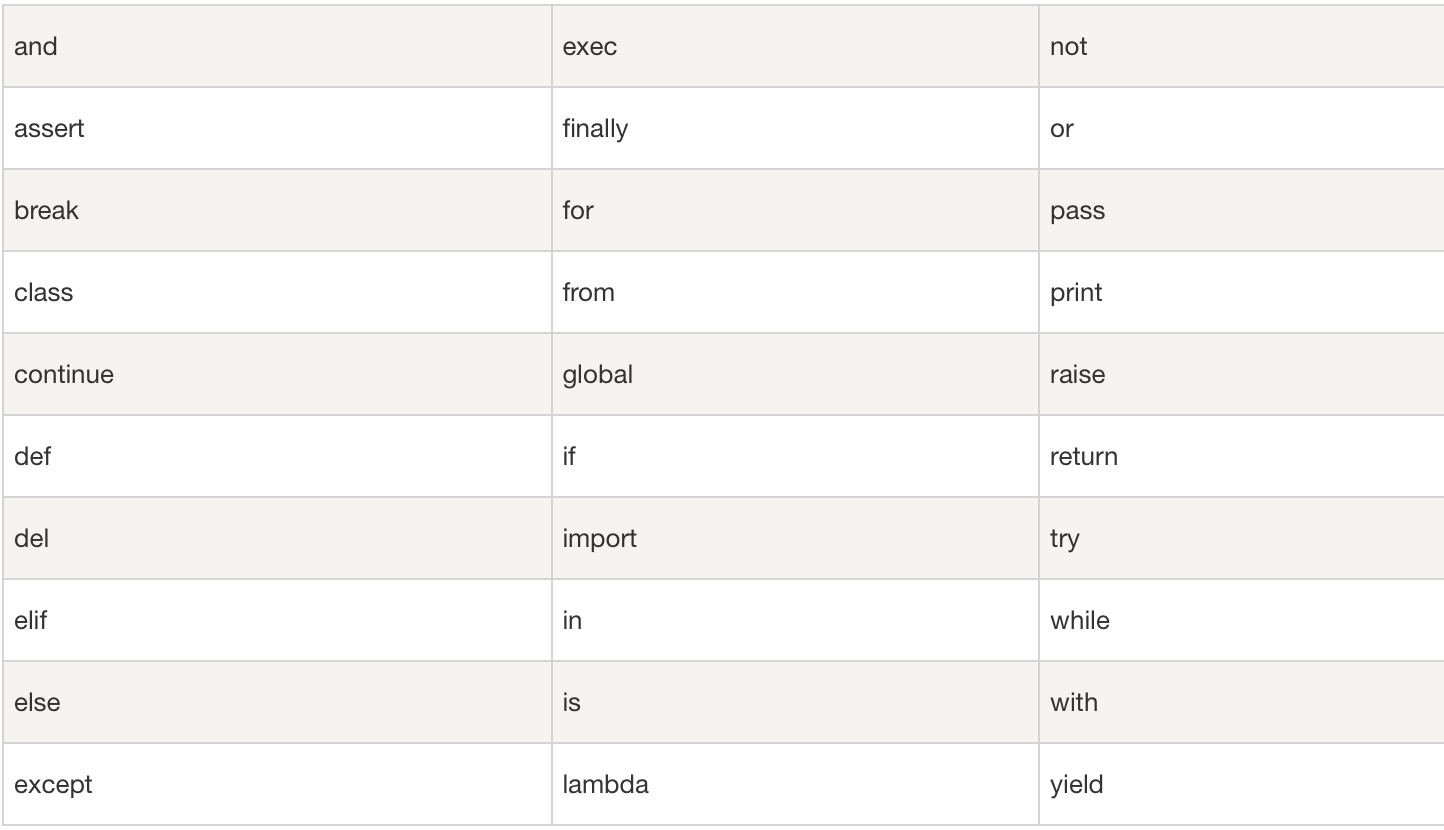 and exec not
assert finally or
break for pass
class from print
continue global raise
def if return
del import try
elif in while
else is with
except lambda yield